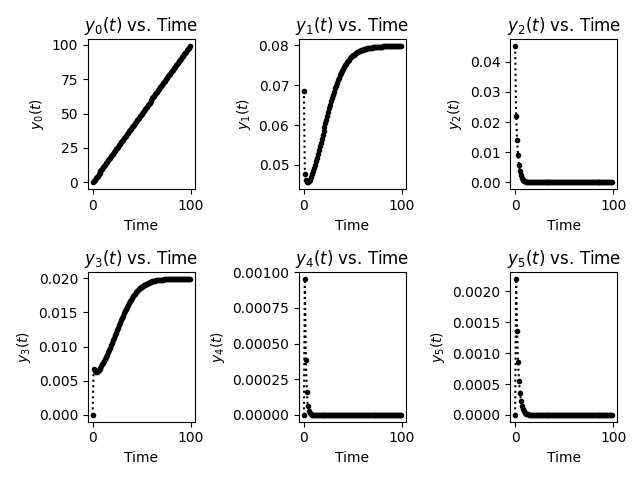 y₀(t) vs. Time
y₁(t) vs. Time
y₂(t) vs. Time
100
75
50
25
0
y₀(t)
0
100
Time
0.08
0.07
0.06
0.05
y₁(t)
0
100
Time
0.04
0.03
0.02
0.01
0.00
y₂(t)
0
100
Time
y₃(t) vs. Time
y₄(t) vs. Time
y₅(t) vs. Time
0.020
0.015
0.010
0.005
0.000
y₃(t)
0
100
Time
0.00100
0.00075
0.00050
0.00025
0.00000
y₄(t)
0
100
Time
0.0020
0.0015
0.0010
0.0005
0.0000
y₅(t)
0
100
Time